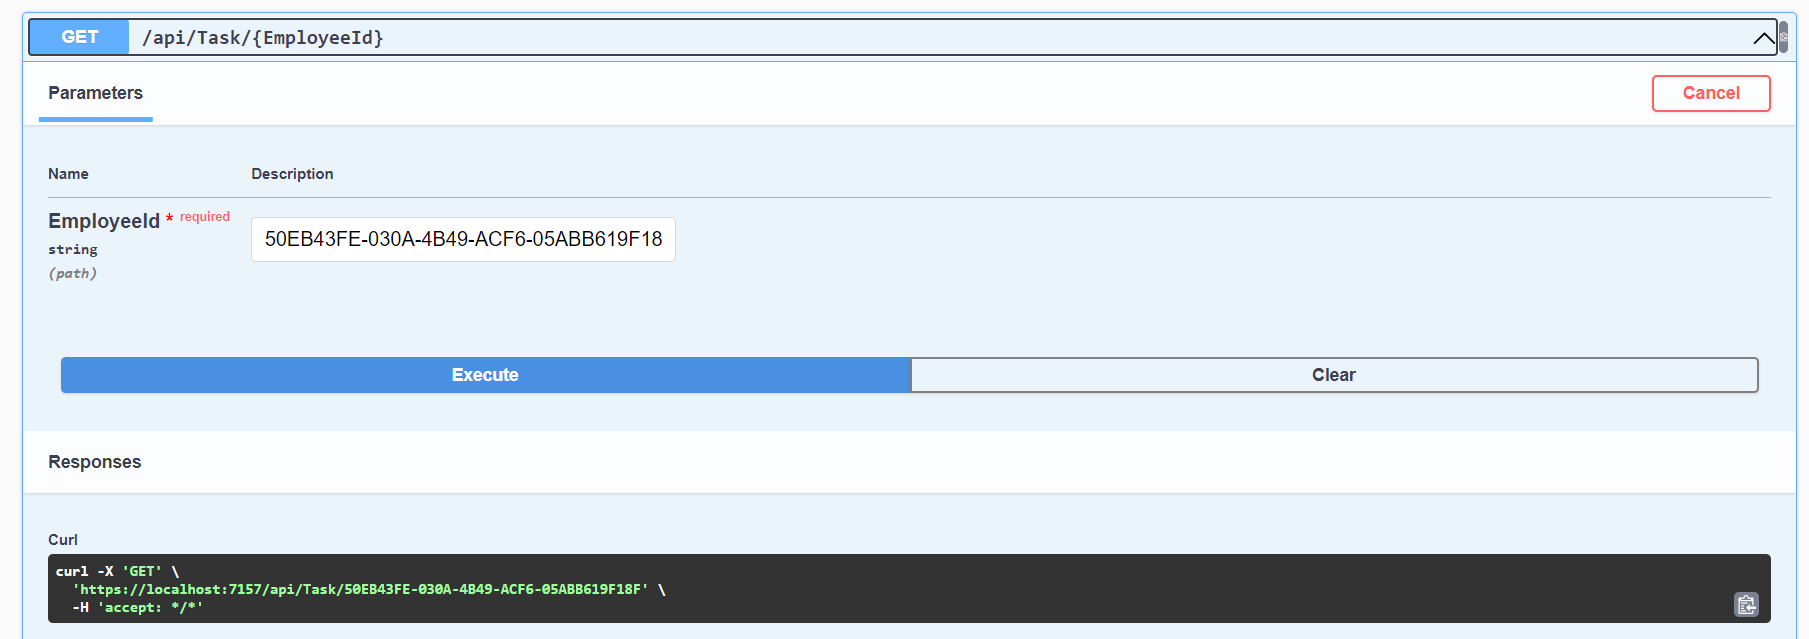 GET /api/Task/{EmployeeId}
Parameters
Cancel
Name Description
EmployeeId * required
string
(path)
50EB43FE-030A-4B49-ACF6-05ABB619F18
Execute
Clear
Responses
Curl
curl -X 'GET' \
'https://localhost:7157/api/Task/50EB43FE-030A-4B49-ACF6-05ABB619F18F' \
-H 'accept: */*'